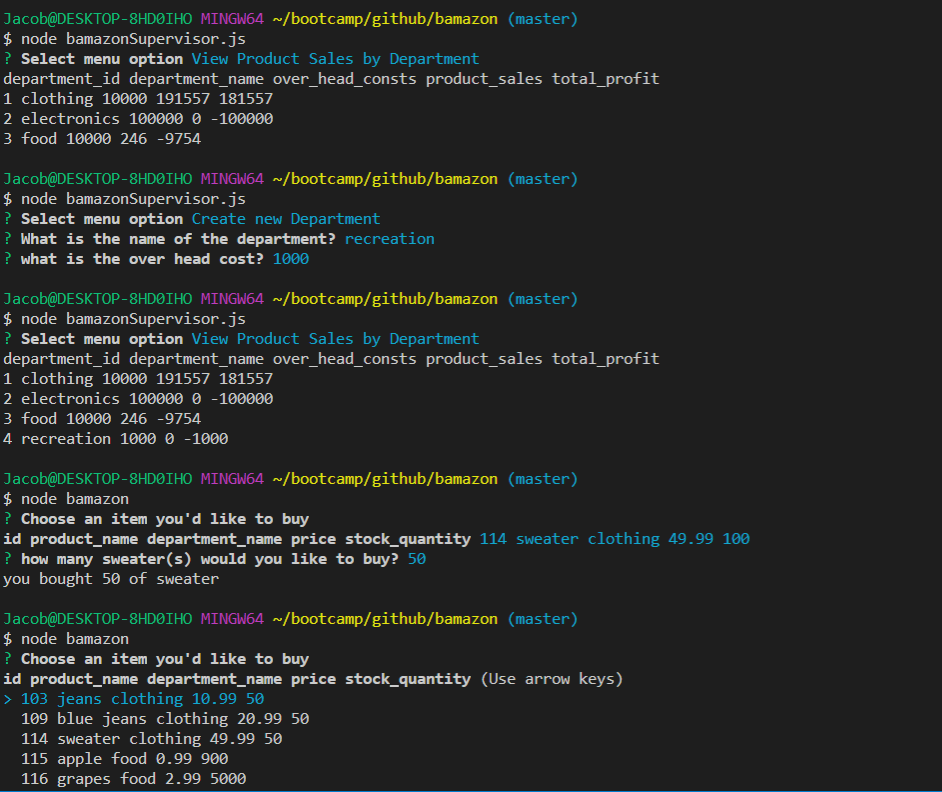 Jacob@DESKTOP-8HD0IHO MINGW64 ~/bootcamp/github/bamazon (master)
$ node bamazonSupervisor.js
? Select menu option View Product Sales by Department
department_id department_name over_head_consts product_sales total_profit
1 clothing 10000 191557 181557
2 electronics 100000 0 -100000
3 food 10000 246 -9754
Jacob@DESKTOP-8HD0IHO MINGW64 ~/bootcamp/github/bamazon (master)
$ node bamazonSupervisor.js
? Select menu option Create new Department
? What is the name of the department? recreation
? what is the over head cost? 1000
Jacob@DESKTOP-8HD0IHO MINGW64 ~/bootcamp/github/bamazon (master)
$ node bamazonSupervisor.js
? Select menu option View Product Sales by Department
department_id department_name over_head_consts product_sales total_profit
1 clothing 10000 191557 181557
2 electronics 100000 0 -100000
3 food 10000 246 -9754
4 recreation 1000 0 -1000
Jacob@DESKTOP-8HD0IHO MINGW64 ~/bootcamp/github/bamazon (master)
$ node bamazon
? Choose an item you'd like to buy
id product_name department_name price stock_quantity 114 sweater clothing 49.99 100
? how many sweater(s) would you like to buy? 50
you bought 50 of sweater
Jacob@DESKTOP-8HD0IHO MINGW64 ~/bootcamp/github/bamazon (master)
$ node bamazon
? Choose an item you'd like to buy
id product_name department_name price stock_quantity (Use arrow keys)
> 103 jeans clothing 10.99 50
109 blue jeans clothing 20.99 50
114 sweater clothing 49.99 50
115 apple food 0.99 900
116 grapes food 2.99 5000